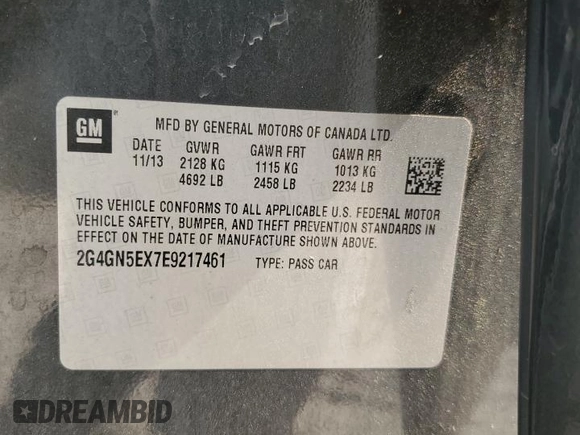 GM
MFD BY GENERAL MOTORS OF CANADA LTD.
DATE GVWR GAWR FRT GAWR RR
11/13 2128 KG 1115 KG 1013 KG
4692 LB 2458 LB 2234 LB
THIS VEHICLE CONFORMS TO ALL APPLICABLE U.S. FEDERAL MOTOR
VEHICLE SAFETY, BUMPER, AND THEFT PREVENTION STANDARDS
IN EFFECT ON THE DATE OF MANUFACTURE SHOWN ABOVE.
2G4GN5EX7E9217461 TYPE: PASS CAR
DREAMBID